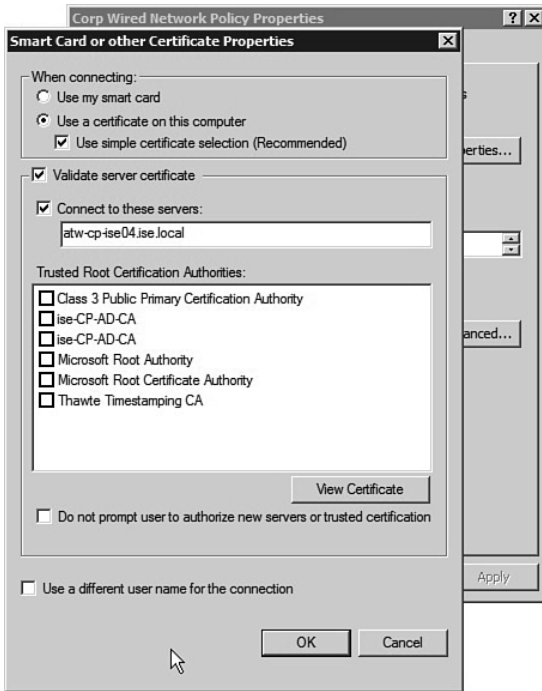 Corp Wired Network Policy Properties
Smart Card or other Certificate Properties
When connecting:
Use my smart card
Use a certificate on this computer
Use simple certificate selection (Recommended)
Validate server certificate
Connect to these servers:
atw-cp-ise04.ise.local
Trusted Root Certification Authorities:
Class 3 Public Primary Certification Authority
ise-CP-AD-CA
ise-CP-AD-CA
Microsoft Root Authority
Microsoft Root Certificate Authority
Thawte Timestamping CA
View Certificate
Do not prompt user to authorize new servers or trusted certification
Use a different user name for the connection
OK Cancel
s
erties...
anced...
Apply